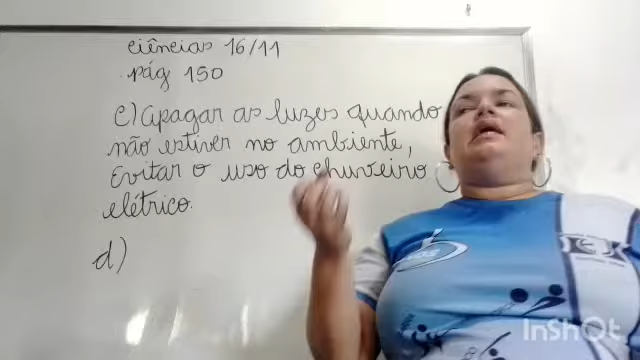 ciências 16/11
pág 150
c) apagar as luzes quando
não estiver no ambiente,
Evitar o uso do chuveiro
elétrico.
d)
InShOt